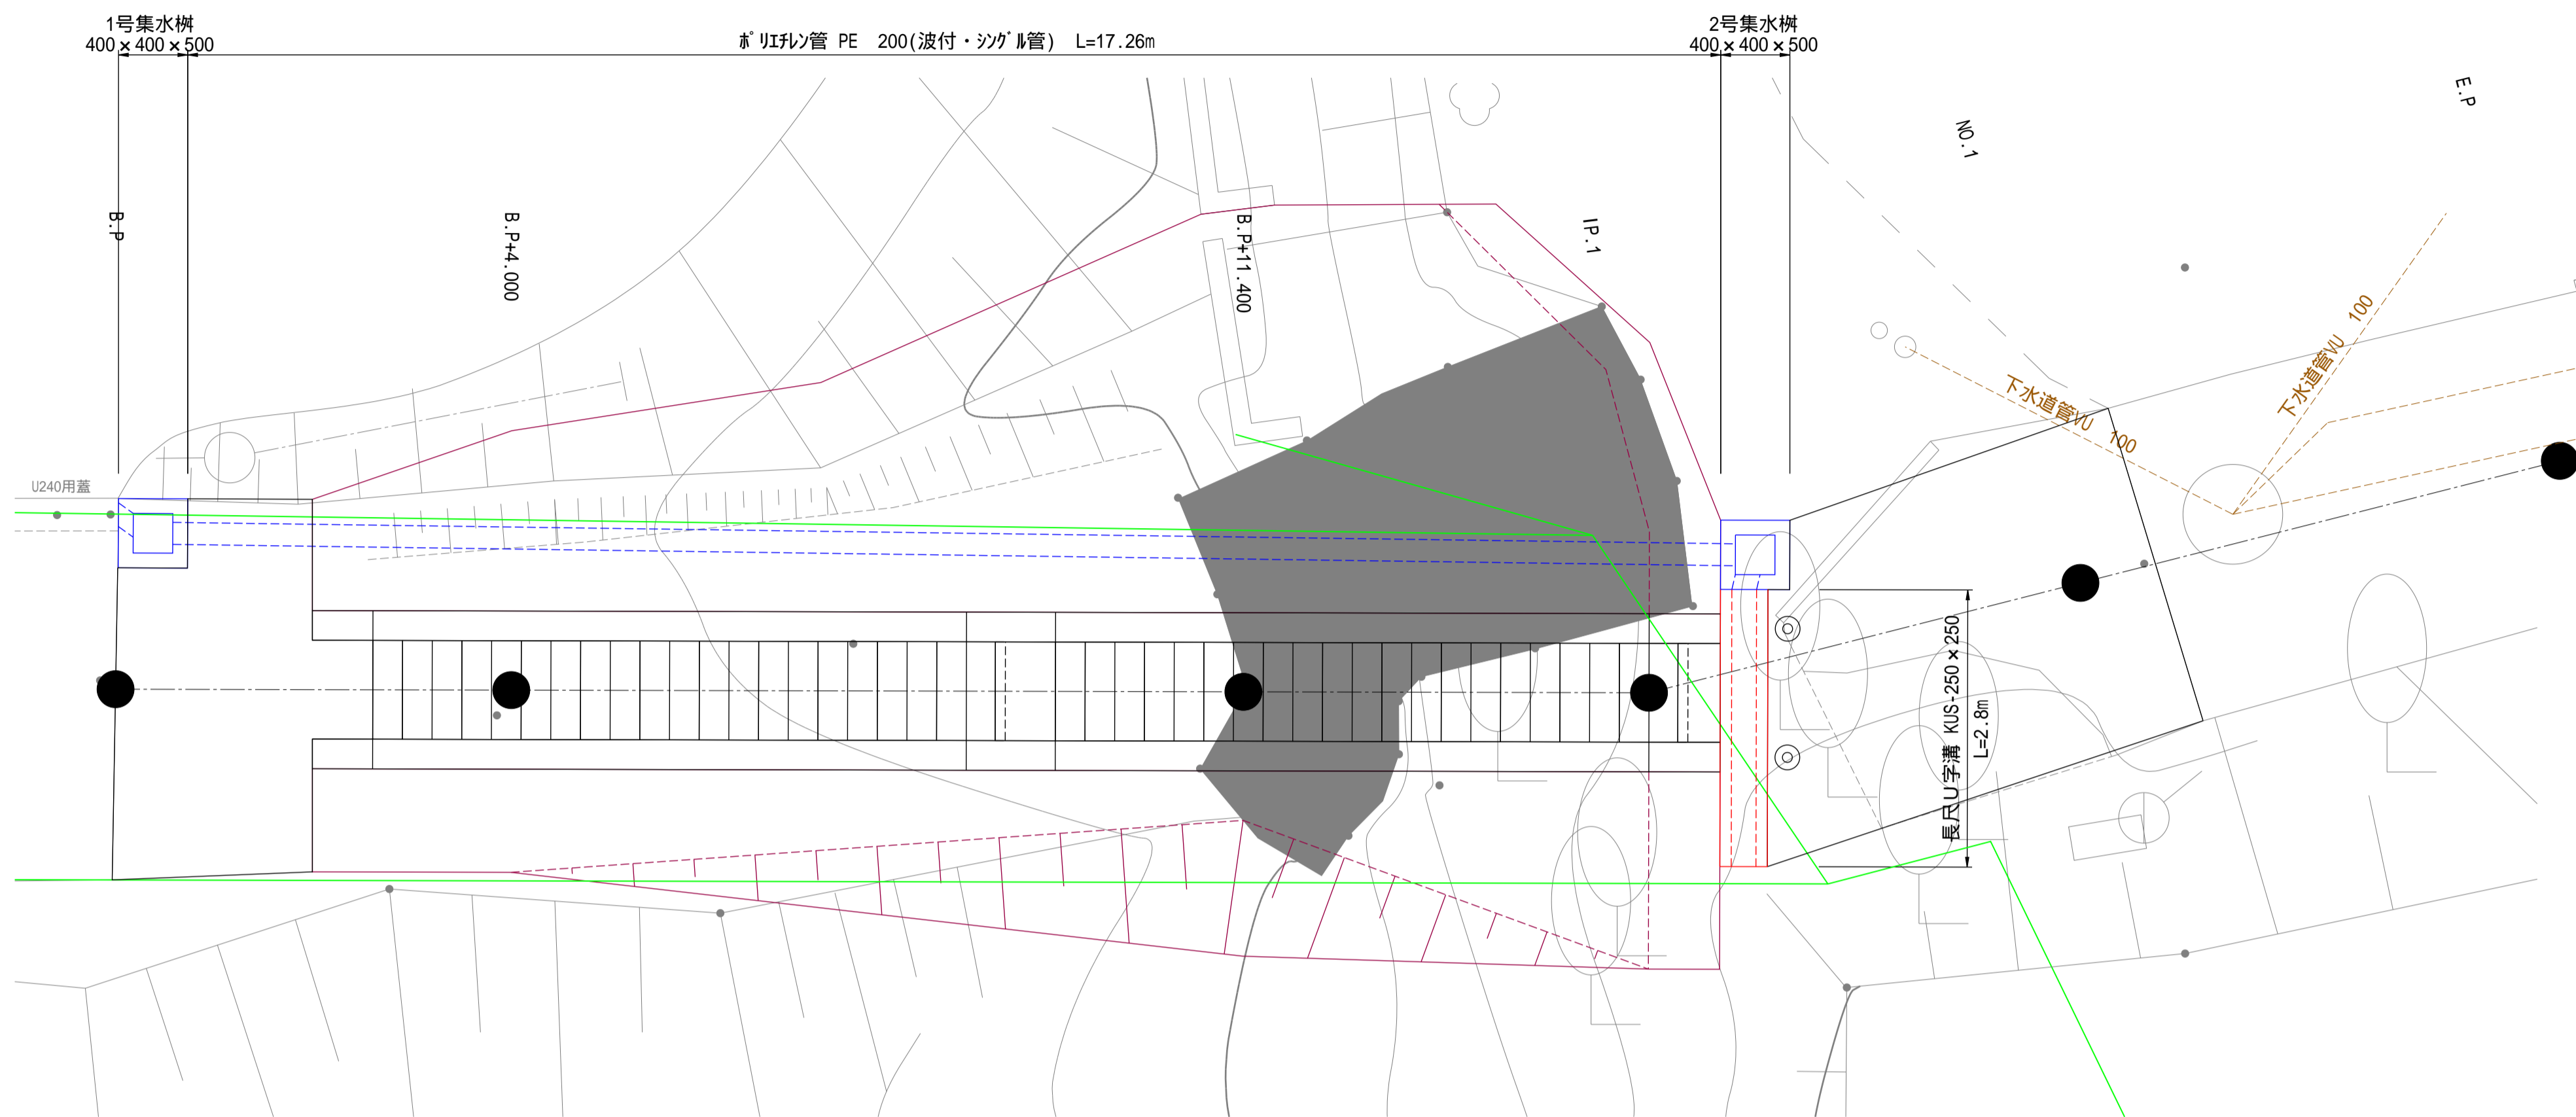 1号集水桝
400×400×500
ﾎﾟﾘｴﾁﾚﾝ管 PE 200(波付・ｼﾝｸﾞﾙ管) L=17.26m
2号集水桝
400×400×500
E.P
NO.1
B.P
B.P+4.000
B.P+11.400
IP.1
下水道管VU 100
下水道管VU 100
U240用蓋
長尺U字溝 KUS-250×250
L=2.8m